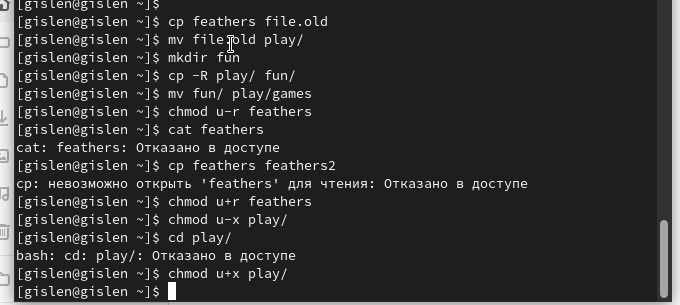 [gislen@gislen ~]$
[gislen@gislen ~]$ cp feathers file.old
[gislen@gislen ~]$ mv file.old play/
[gislen@gislen ~]$ mkdir fun
[gislen@gislen ~]$ cp -R play/ fun/
[gislen@gislen ~]$ mv fun/ play/games
[gislen@gislen ~]$ chmod u-r feathers
[gislen@gislen ~]$ cat feathers
cat: feathers: Отказано в доступе
[gislen@gislen ~]$ cp feathers feathers2
cp: невозможно открыть 'feathers' для чтения: Отказано в доступе
[gislen@gislen ~]$ chmod u+r feathers
[gislen@gislen ~]$ chmod u-x play/
[gislen@gislen ~]$ cd play/
bash: cd: play/: Отказано в доступе
[gislen@gislen ~]$ chmod u+x play/
[gislen@gislen ~]$